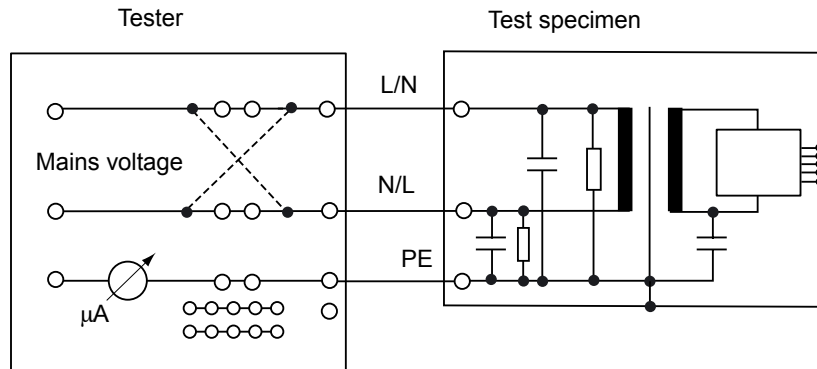 Tester
Test specimen
L/N
Mains voltage
N/L
PE
μA